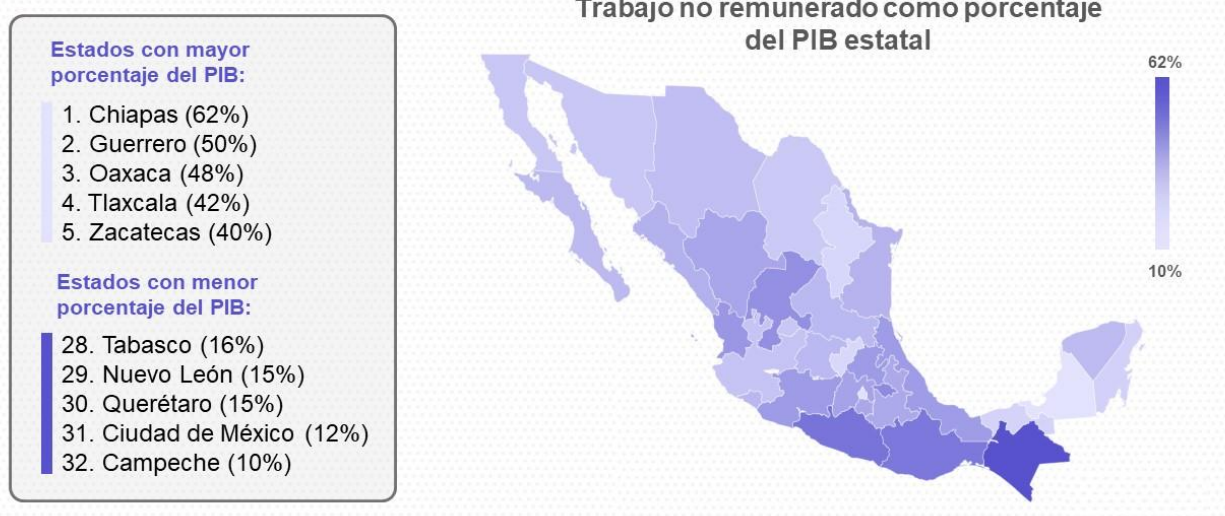 Trabajo no remunerado como porcentaje
del PIB estatal
Estados con mayor
porcentaje del PIB:
1. Chiapas (62%)
2. Guerrero (50%)
3. Oaxaca (48%)
4. Tlaxcala (42%)
5. Zacatecas (40%)
Estados con menor
porcentaje del PIB:
28. Tabasco (16%)
29. Nuevo León (15%)
30. Querétaro (15%)
31. Ciudad de México (12%)
32. Campeche (10%)
62%
10%